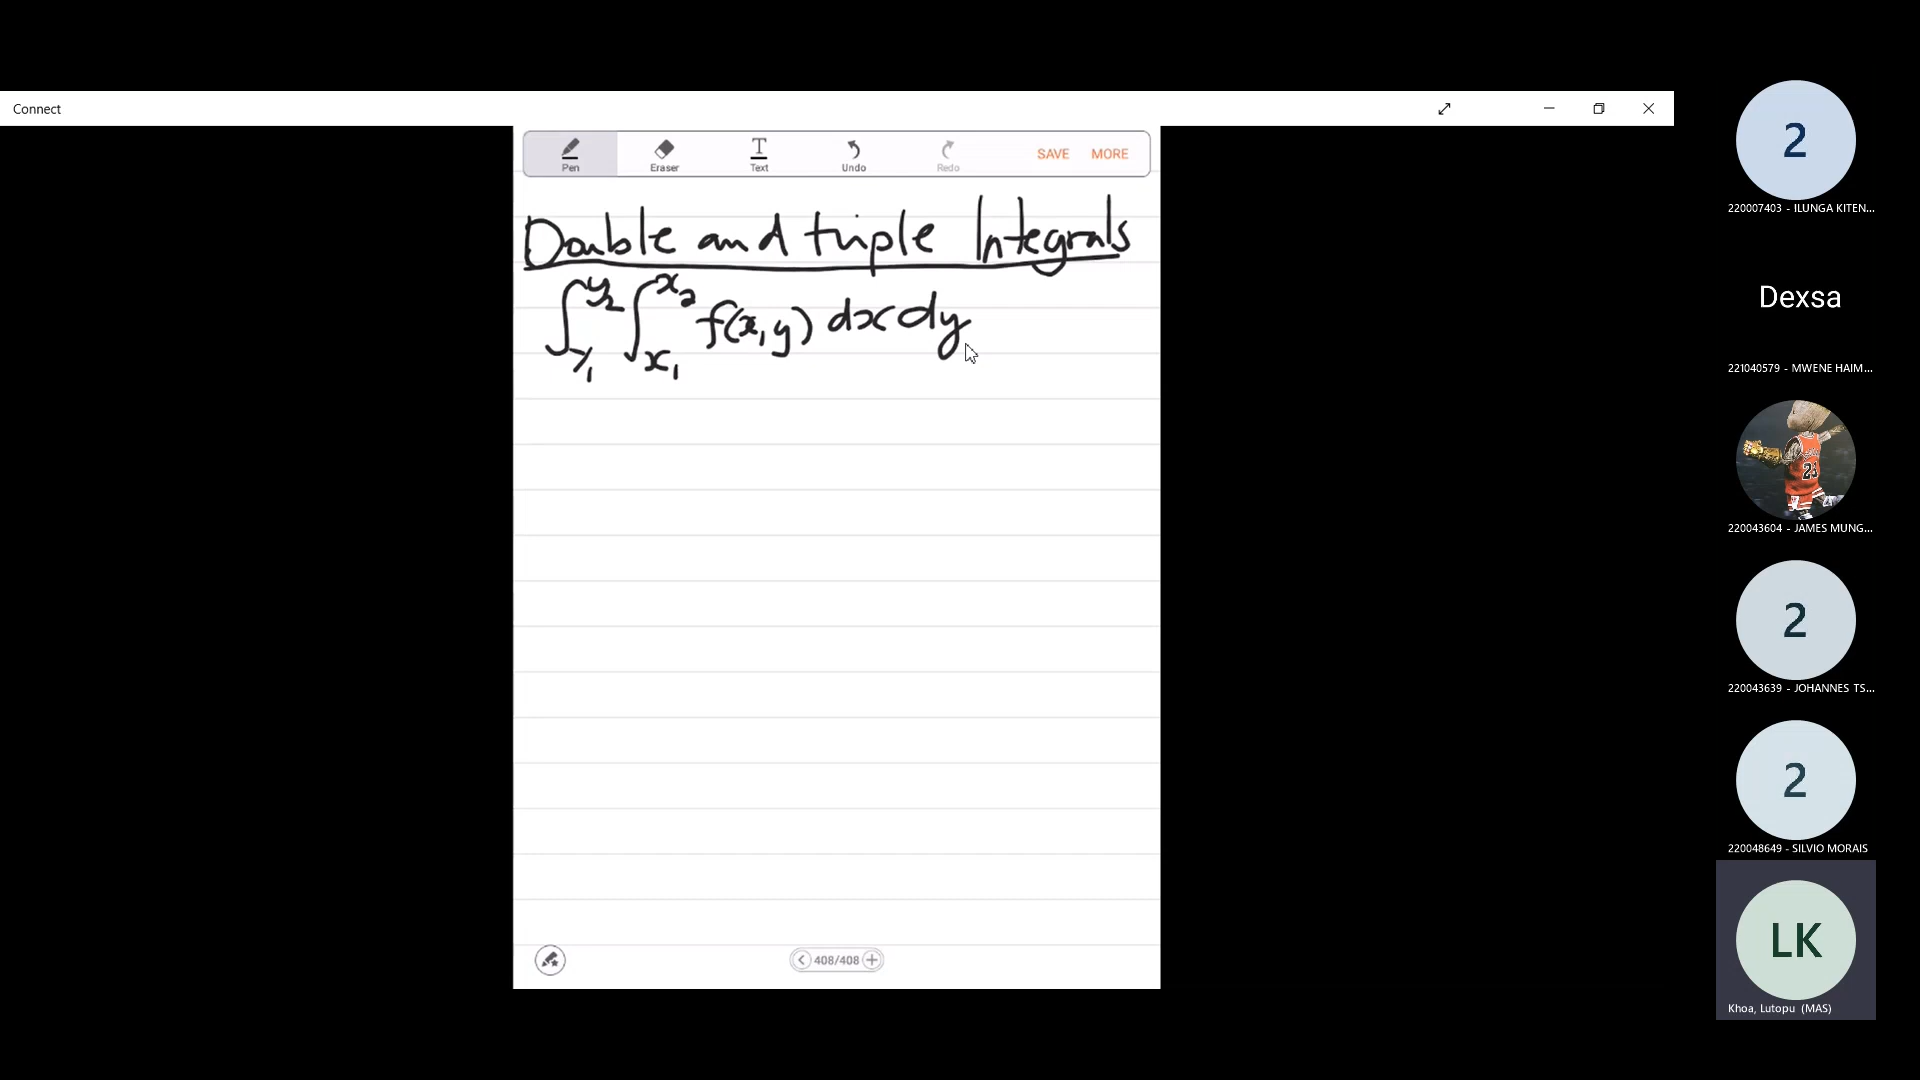 Connect
Pen Eraser Text Undo Redo SAVE MORE
Double and triple Integrals
∫_{y₁}^{y₂} ∫_{x₁}^{x₂} f(x,y) dx dy
408/408
2
220007403 - ILUNGA KITEN...
Dexsa
221040579 - MWENE HAIM...
220043604 - JAMES MUNG...
2
220043639 - JOHANNES TS...
2
220048649 - SILVIO MORAIS
LK
Khoa, Lutopu (MAS)